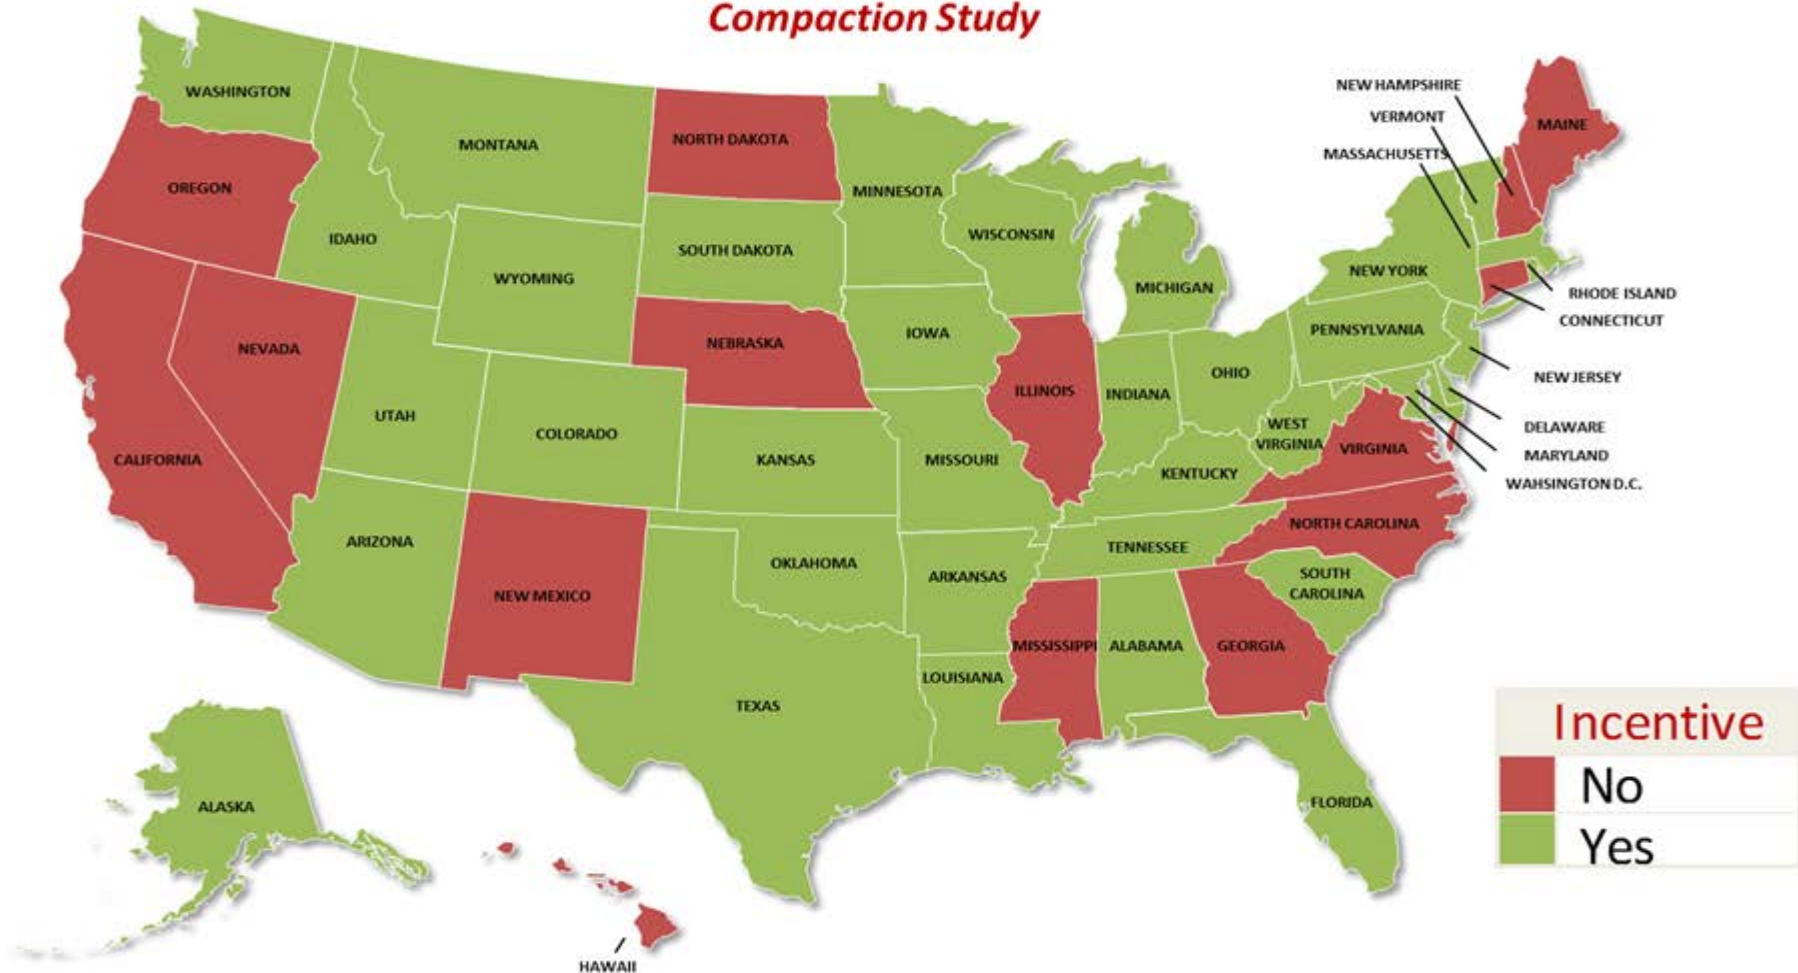 Compaction Study
WASHINGTON
OREGON
CALIFORNIA
NEVADA
IDAHO
MONTANA
WYOMING
UTAH
COLORADO
ARIZONA
NEW MEXICO
NORTH DAKOTA
SOUTH DAKOTA
NEBRASKA
KANSAS
OKLAHOMA
TEXAS
MINNESOTA
IOWA
MISSOURI
ARKANSAS
LOUISIANA
WISCONSIN
ILLINOIS
MICHIGAN
INDIANA
OHIO
KENTUCKY
TENNESSEE
MISSISSIPPI
ALABAMA
GEORGIA
FLORIDA
SOUTH
CAROLINA
NORTH CAROLINA
VIRGINIA
WEST
VIRGINIA
PENNSYLVANIA
NEW YORK
NEW HAMPSHIRE
VERMONT
MASSACHUSETTS
MAINE
RHODE ISLAND
CONNECTICUT
NEW JERSEY
DELAWARE
MARYLAND
WAHSINGTON D.C.
ALASKA
HAWAII
Incentive
No
Yes